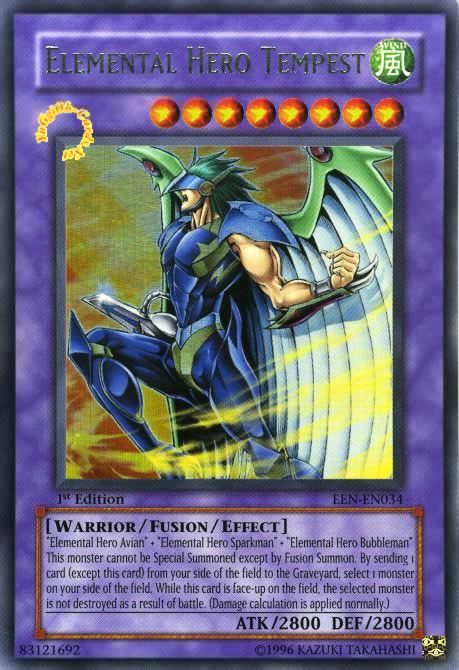 Elemental Hero Tempest
WIND
風
1st Edition
EEN-EN034
[Warrior/Fusion/Effect]
"Elemental Hero Avian" + "Elemental Hero Sparkman" + "Elemental Hero Bubbleman"
This monster cannot be Special Summoned except by Fusion Summon. By sending 1
card (except this card) from your side of the field to the Graveyard, select 1 monster
on your side of the field. While this card is face-up on the field, the selected monster
is not destroyed as a result of battle. (Damage calculation is applied normally.)
ATK/2800 DEF/2800
83121692
©1996 KAZUKI TAKAHASHI